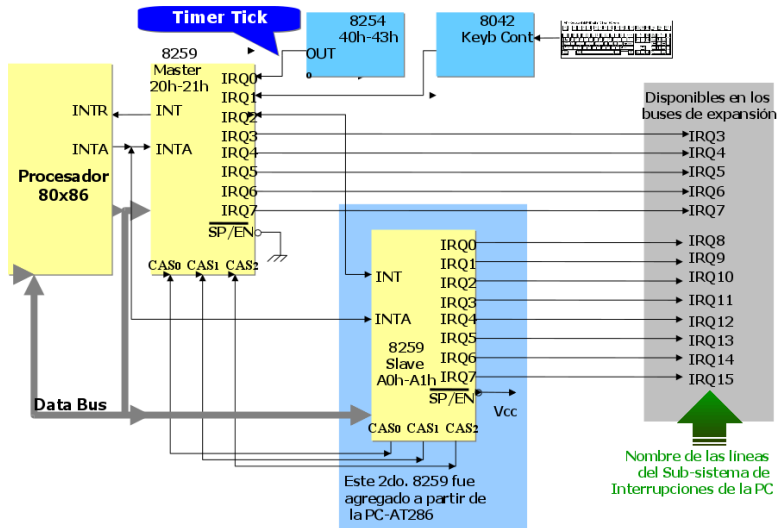 Timer Tick
8254
40h-43h
OUT
0
8042
Keyb Cont
8259
Master
20h-21h
INT
INTA
IRQ0
IRQ1
IRQ2
IRQ3
IRQ4
IRQ5
IRQ6
IRQ7
SP/EN
CAS0 CAS1 CAS2
INTR
INTA
Procesador
80x86
Disponibles en los
buses de expansión
IRQ3
IRQ4
IRQ5
IRQ6
IRQ7
IRQ8
IRQ9
IRQ10
IRQ11
IRQ12
IRQ13
IRQ14
IRQ15
INT
INTA
8259
Slave
A0h-A1h
IRQ0
IRQ1
IRQ2
IRQ3
IRQ4
IRQ5
IRQ6
IRQ7
SP/EN
Vcc
CAS0 CAS1 CAS2
Data Bus
Este 2do. 8259 fue
agregado a partir de
la PC-AT286
Nombre de las líneas
del Sub-sistema de
Interrupciones de la PC